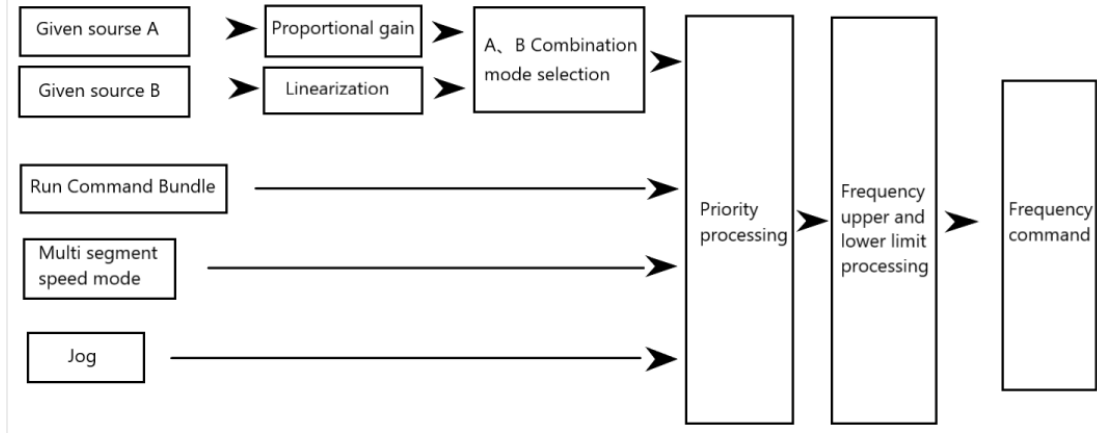 Given sourse A
Proportional gain
A、B Combination
mode selection
Given source B
Linearization
Run Command Bundle
Multi segment
speed mode
Jog
Priority
processing
Frequency
upper and
lower limit
processing
Frequency
command